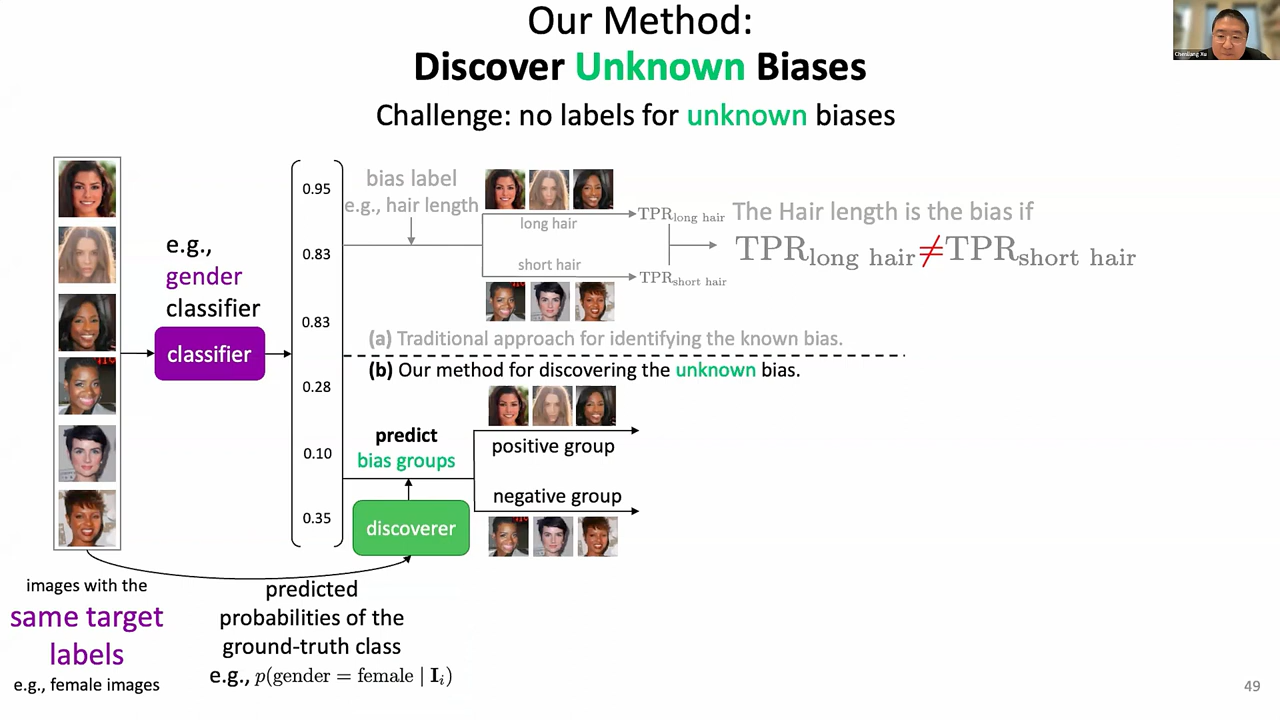 Our Method:
Discover Unknown Biases
Challenge: no labels for unknown biases
Chenliang Xu
e.g.,
gender
classifier
classifier
0.95
0.83
0.83
0.28
0.10
0.35
bias label
e.g., hair length
long hair
short hair
TPRlong hair
TPRshort hair
The Hair length is the bias if
TPRlong hair≠TPRshort hair
(a) Traditional approach for identifying the known bias.
(b) Our method for discovering the unknown bias.
predict
bias groups
discoverer
positive group
negative group
images with the
same target
labels
e.g., female images
predicted
probabilities of the
ground-truth class
e.g., p(gender = female | Ii)
49